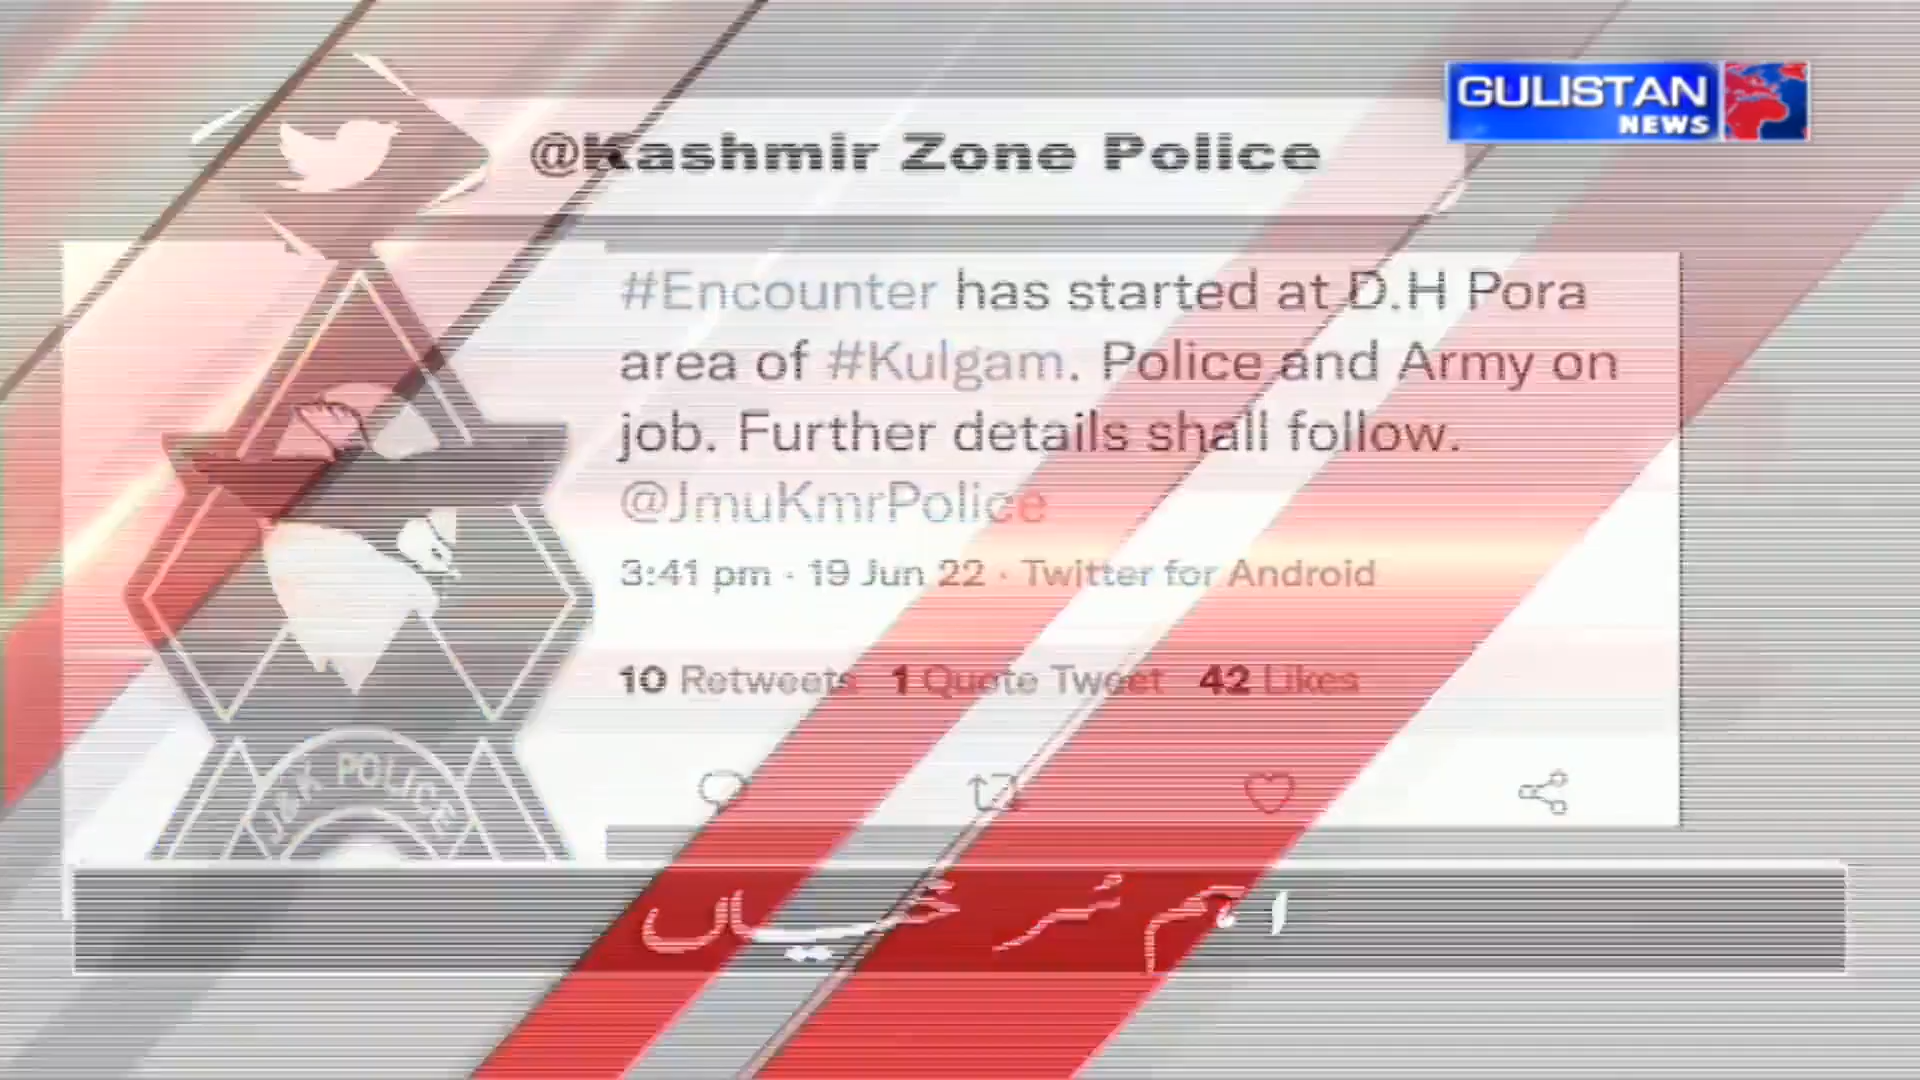 GULISTAN
NEWS
@Kashmir Zone Police
#Encounter has started at D.H Pora
area of #Kulgam. Police and Army on
job. Further details shall follow.
@JmuKmrPolice
3:41 pm · 19 Jun 22 · Twitter for Android
10 Retweets 1 Quote Tweet 42 Likes
J&K POLICE
اہم سُرخیاں